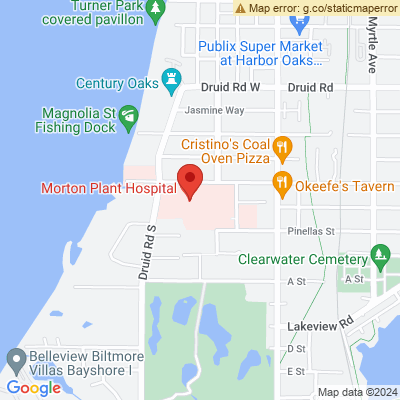 Map error: g.co/staticmaperror
Turner Park
covered pavilion
Publix Super Market
at Harbor Oaks...
Myrtle Ave
Century Oaks
Druid Rd W
Druid Rd
Jasmine Way
Magnolia St
Fishing Dock
Cristino's Coal
Oven Pizza
Morton Plant Hospital
Okeefe's Tavern
Druid Rd S
Pinellas St
Clearwater Cemetery
A St
A St
Lakeview Rd
D St
E St
Belleview Biltmore
Villas Bayshore I
Google
Map data ©2024